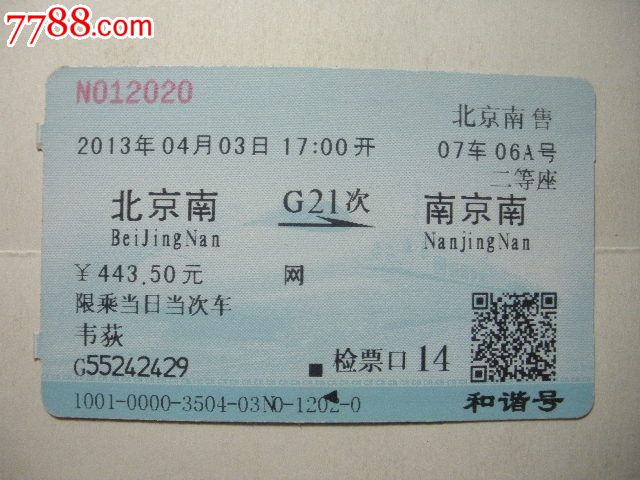 7788.com
N012020
北京南售
2013年04月03日 17:00开 07车 06A号
二等座
北京南 G21次 南京南
BeiJingNan NanjingNan
￥443.50元 网
限乘当日当次车
韦荻
G55242429
检票口 14
1001-0000-3504-03N0-1202-0 和谐号